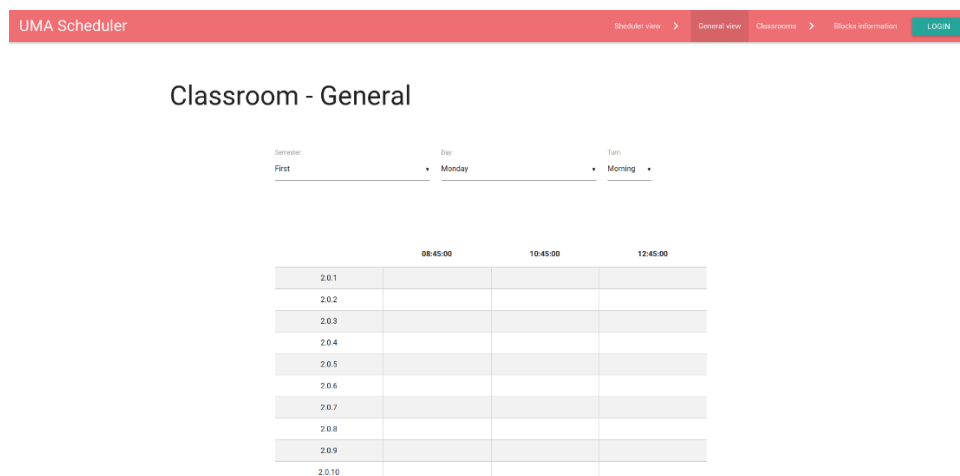 UMA Scheduler Sheduler view General view Classrooms Blocks information LOGIN
Classroom - General
Semester: Day: Turn:
First Monday Morning
08:45:00 10:45:00 12:45:00
2.0.1
2.0.2
2.0.3
2.0.4
2.0.5
2.0.6
2.0.7
2.0.8
2.0.9
2.0.10